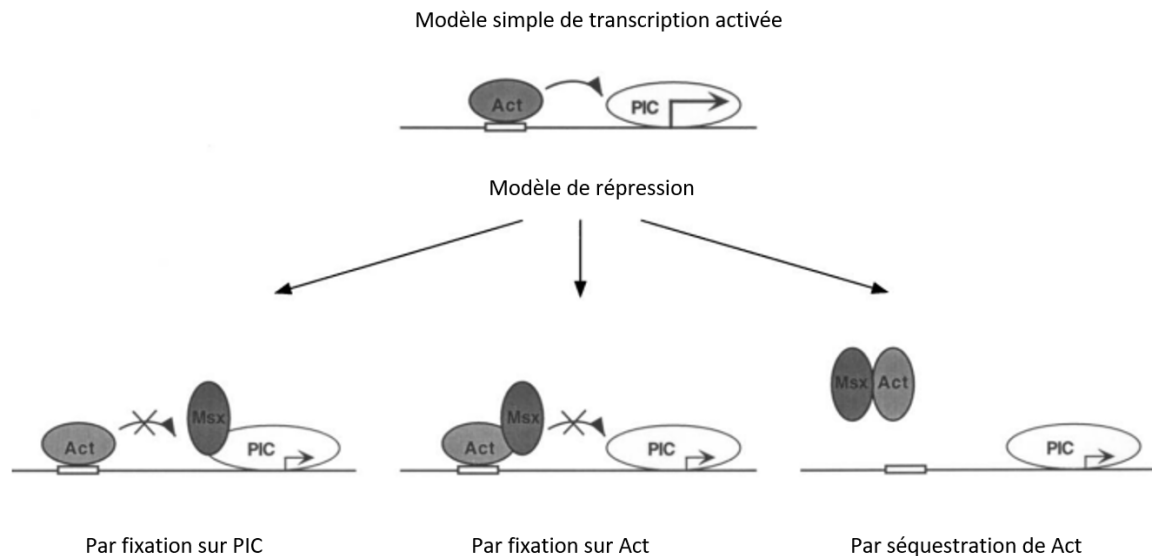 Modèle simple de transcription activée
Act
PIC
Modèle de répression
Act
Msx
PIC
Act
Msx
PIC
Msx
Act
PIC
Par fixation sur PIC
Par fixation sur Act
Par séquestration de Act